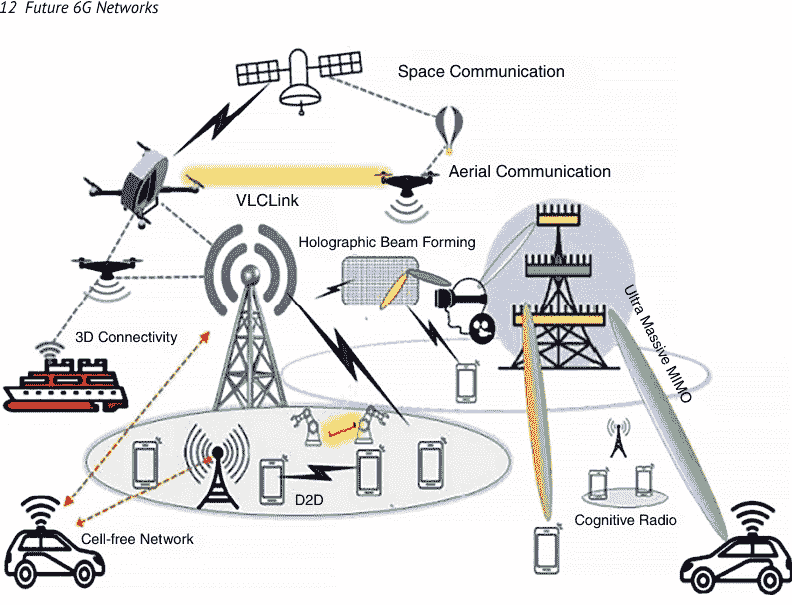 12 Future 6G Networks
Space Communication
Aerial Communication
VLCLink
Holographic Beam Forming
3D Connectivity
Ultra Massive MIMO
D2D
Cognitive Radio
Cell-free Network